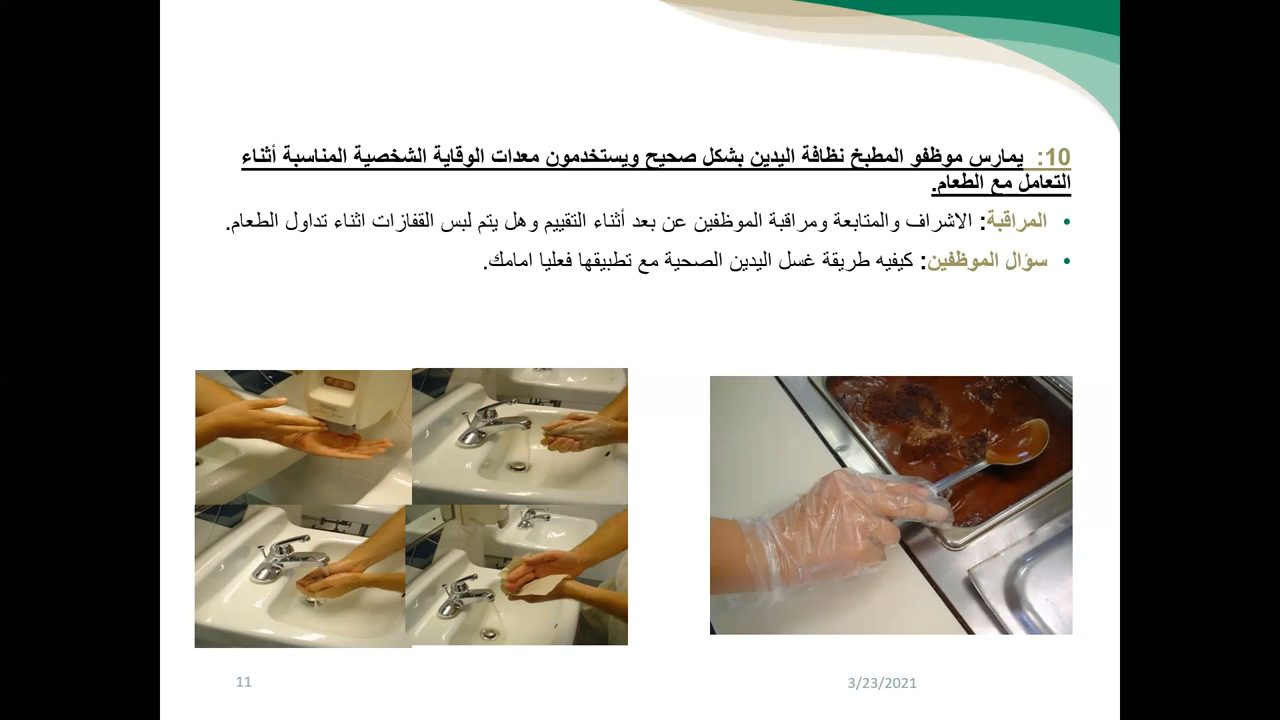 10: يمارس موظفو المطبخ نظافة اليدين بشكل صحيح ويستخدمون معدات الوقاية الشخصية المناسبة أثناء
التعامل مع الطعام.
• المراقبة: الاشراف والمتابعة ومراقبة الموظفين عن بعد أثناء التقييم وهل يتم لبس القفازات اثناء تداول الطعام.
• سؤال الموظفين: كيفيه طريقة غسل اليدين الصحية مع تطبيقها فعليا امامك.
11
3/23/2021